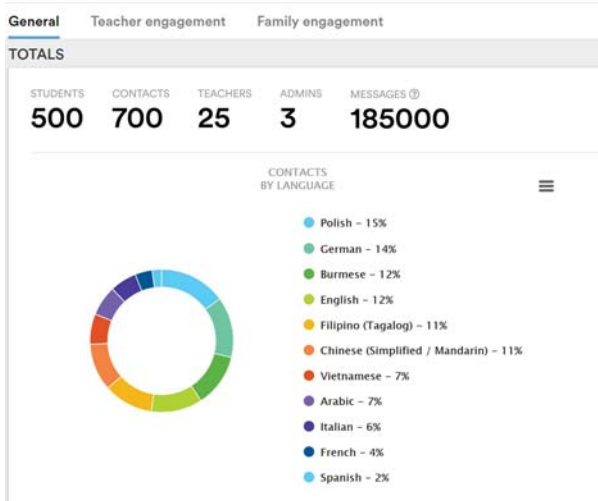 General Teacher engagement Family engagement
TOTALS
STUDENTS CONTACTS TEACHERS ADMINS MESSAGES ?
500 700 25 3 185000
CONTACTS
BY LANGUAGE
Polish – 15%
German – 14%
Burmese – 12%
English – 12%
Filipino (Tagalog) – 11%
Chinese (Simplified / Mandarin) – 11%
Vietnamese – 7%
Arabic – 7%
Italian – 6%
French – 4%
Spanish – 2%